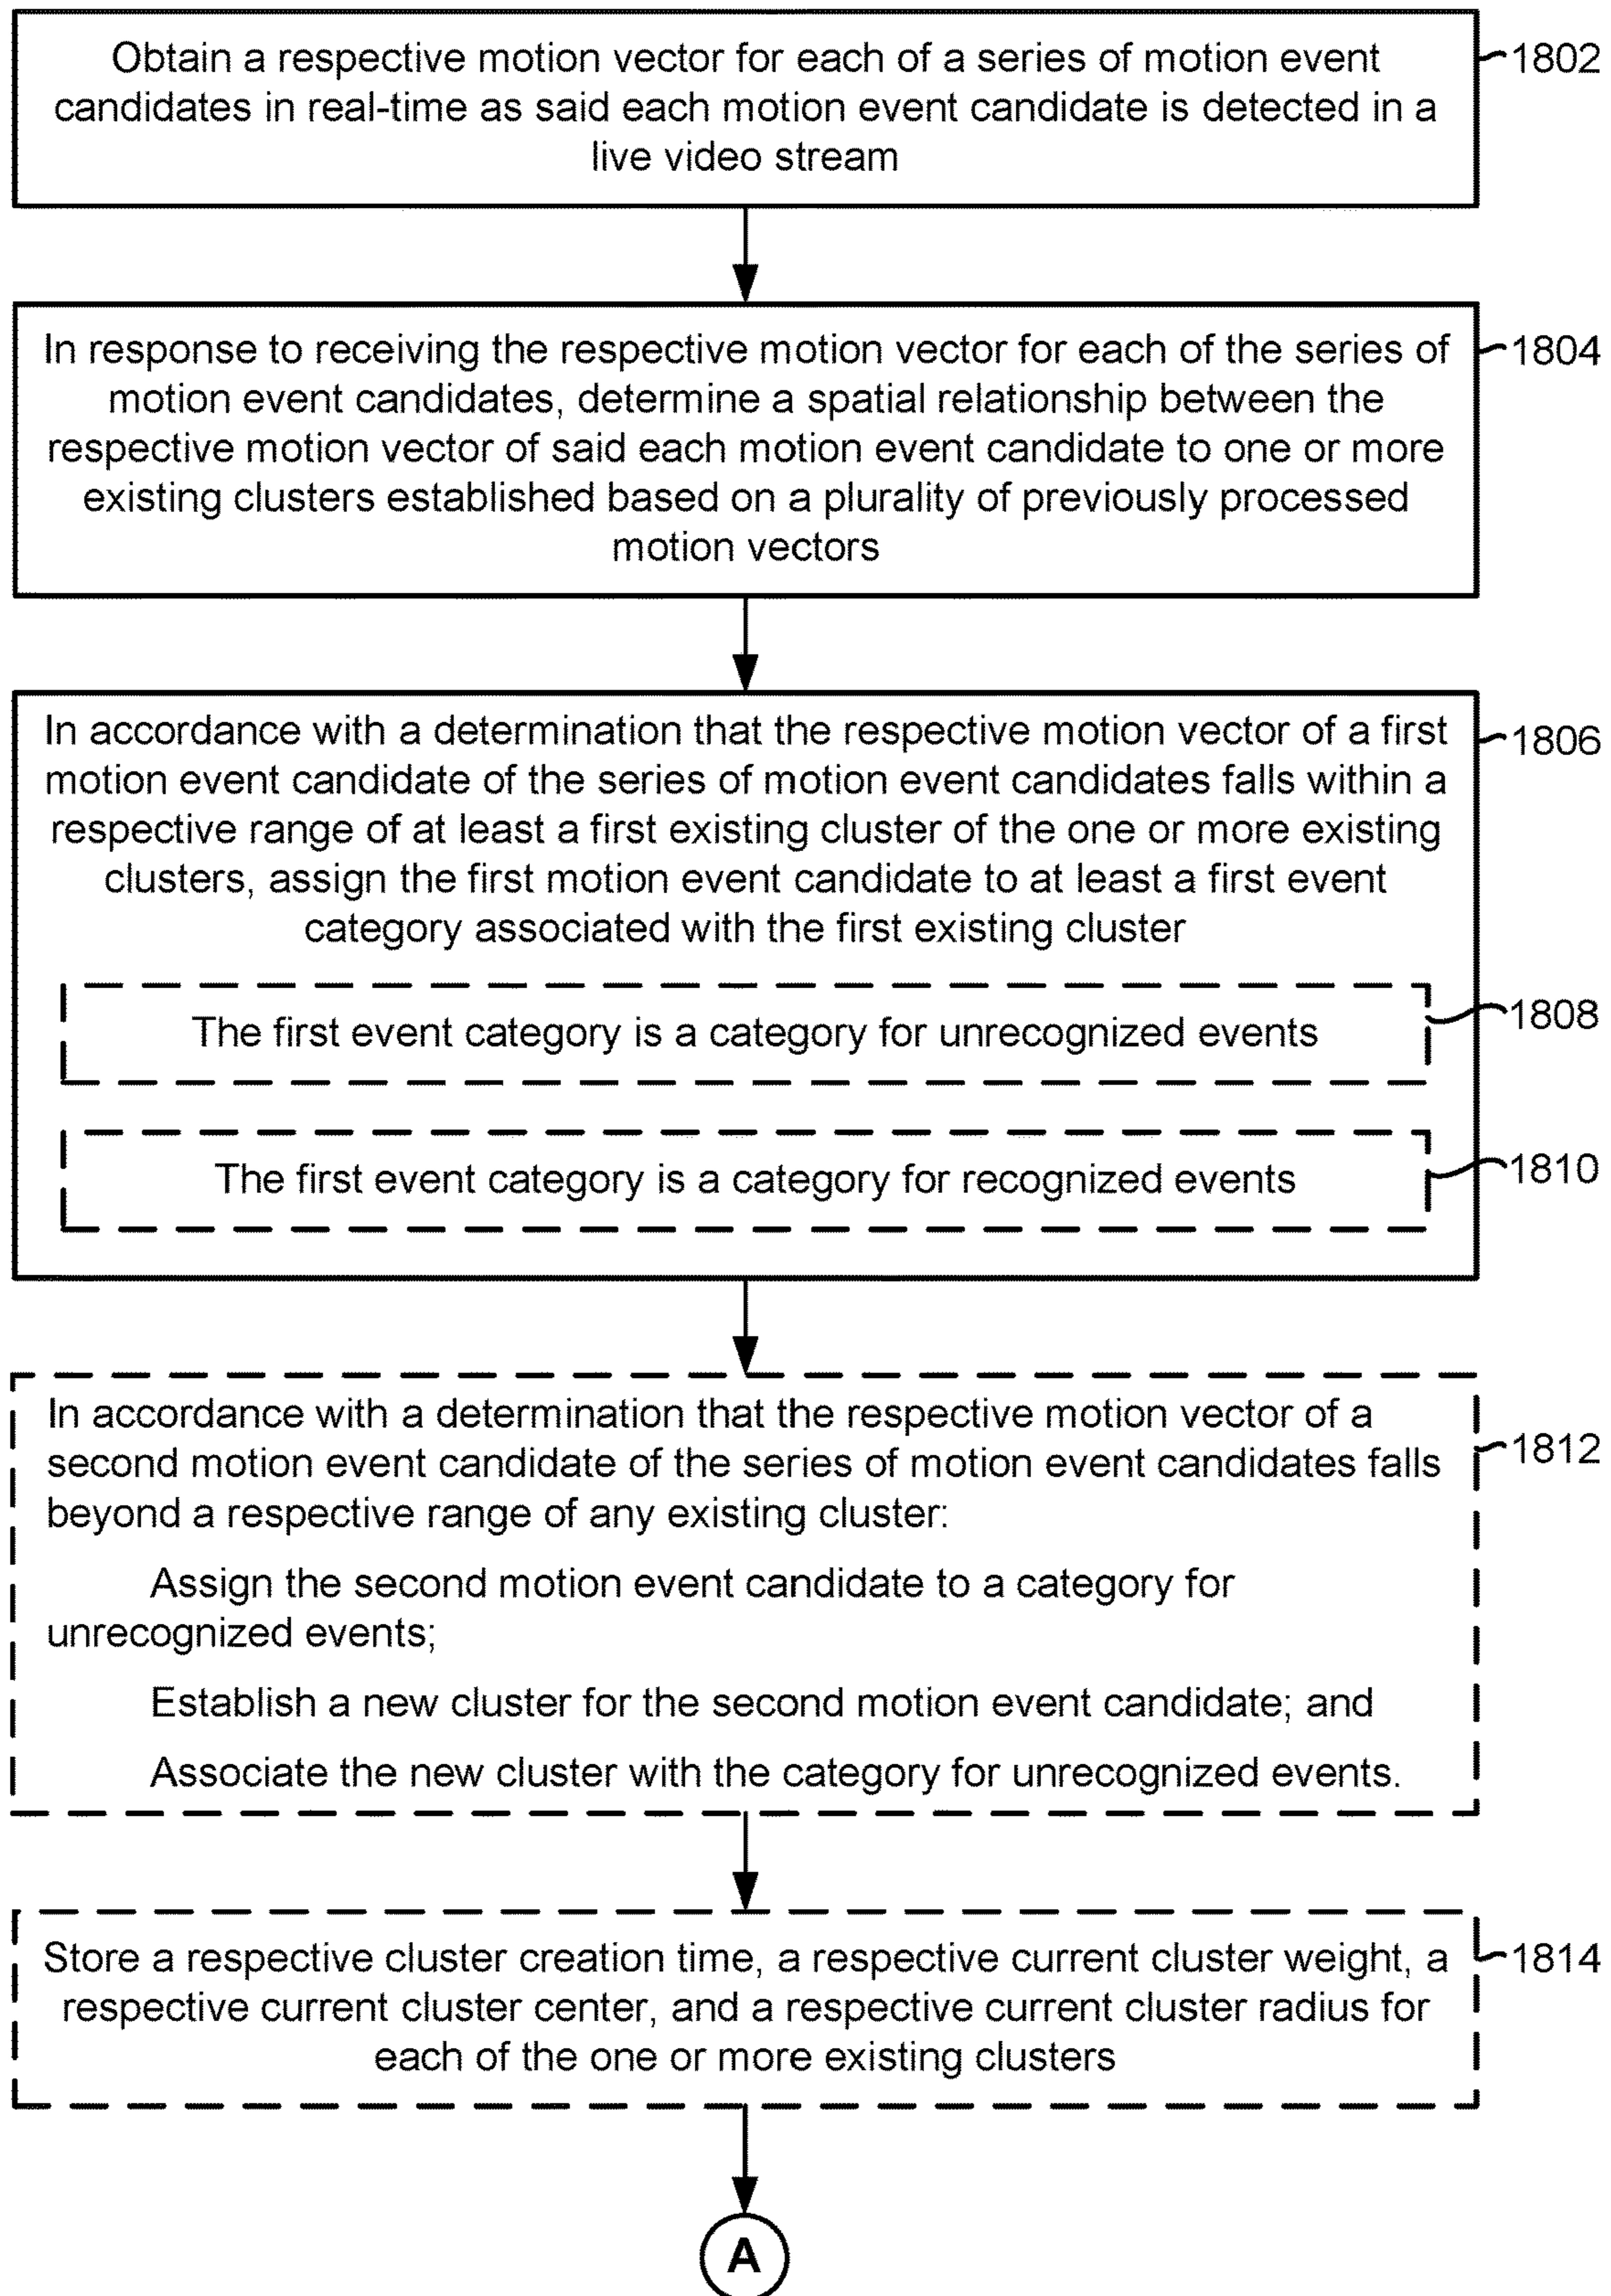 Obtain a respective motion vector for each of a series of motion event
candidates in real-time as said each motion event candidate is detected in a
live video stream
1802
In response to receiving the respective motion vector for each of the series of
motion event candidates, determine a spatial relationship between the
respective motion vector of said each motion event candidate to one or more
existing clusters established based on a plurality of previously processed
motion vectors
1804
In accordance with a determination that the respective motion vector of a first
motion event candidate of the series of motion event candidates falls within a
respective range of at least a first existing cluster of the one or more existing
clusters, assign the first motion event candidate to at least a first event
category associated with the first existing cluster
1806
The first event category is a category for unrecognized events
1808
The first event category is a category for recognized events
1810
In accordance with a determination that the respective motion vector of a
second motion event candidate of the series of motion event candidates falls
beyond a respective range of any existing cluster:
Assign the second motion event candidate to a category for
unrecognized events;
Establish a new cluster for the second motion event candidate; and
Associate the new cluster with the category for unrecognized events.
1812
Store a respective cluster creation time, a respective current cluster weight, a
respective current cluster center, and a respective current cluster radius for
each of the one or more existing clusters
1814
A